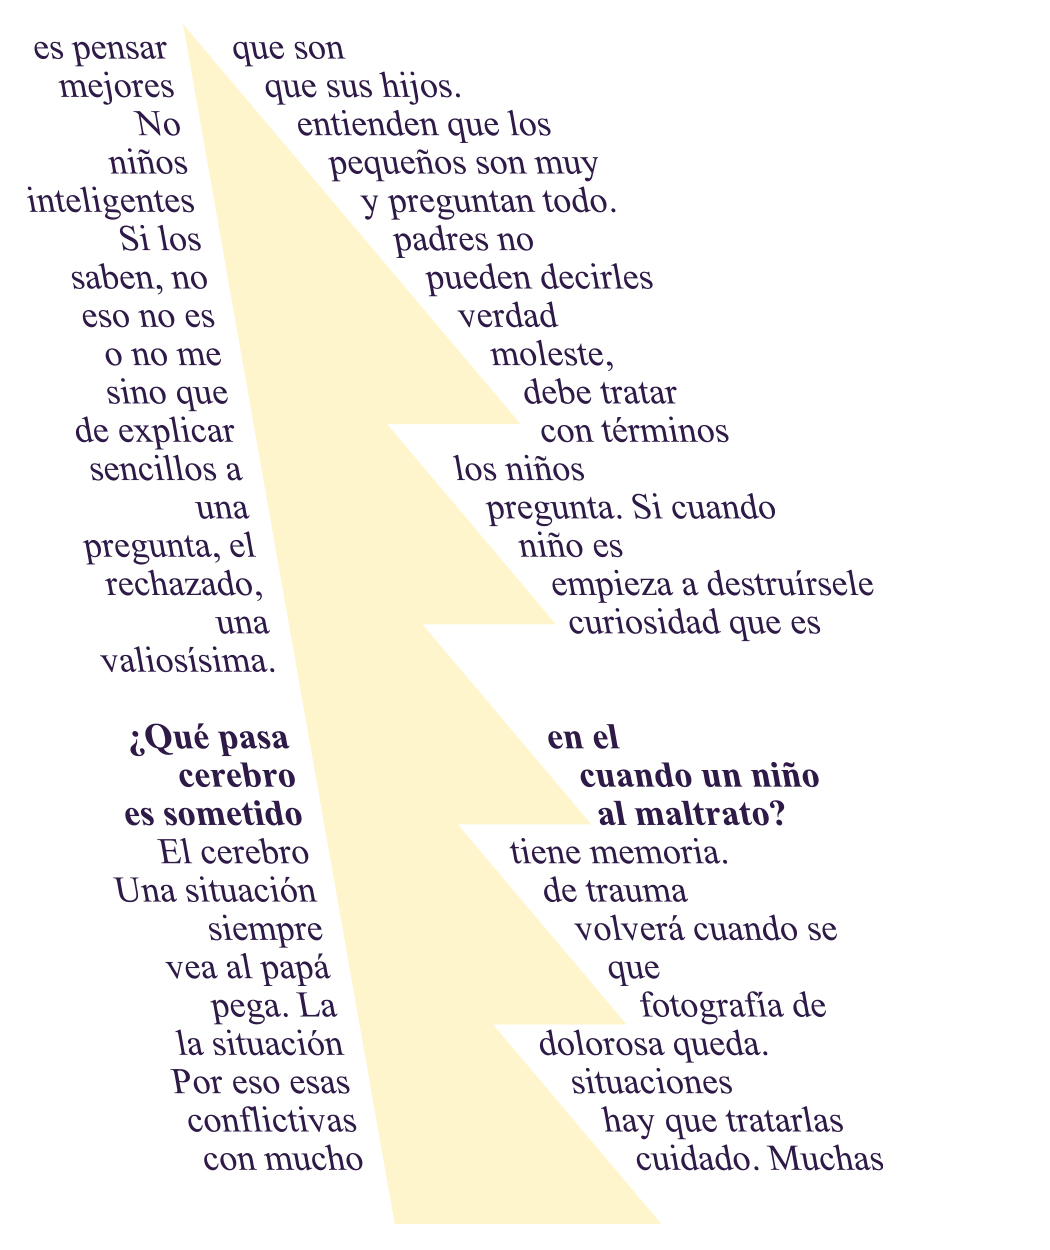 es pensar que son
mejores que sus hijos.
No entienden que los
niños pequeños son muy
inteligentes y preguntan todo.
Si los padres no
saben, no pueden decirles
eso no es verdad
o no me moleste,
sino que debe tratar
de explicar con términos
sencillos a los niños
una pregunta. Si cuando
pregunta, el niño es
rechazado, empieza a destruírsele
una curiosidad que es
valiosísima.
¿Qué pasa en el
cerebro cuando un niño
es sometido al maltrato?
El cerebro tiene memoria.
Una situación de trauma
siempre volverá cuando se
vea al papá que
pega. La fotografía de
la situación dolorosa queda.
Por eso esas situaciones
conflictivas hay que tratarlas
con mucho cuidado. Muchas